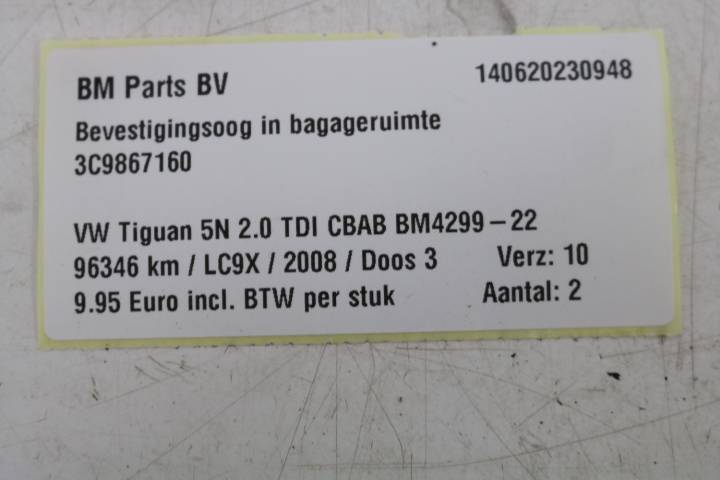 BM Parts BV 140620230948
Bevestigingsoog in bagageruimte
3C9867160
VW Tiguan 5N 2.0 TDI CBAB BM4299-22
96346 km / LC9X / 2008 / Doos 3 Verz: 10
9.95 Euro incl. BTW per stuk Aantal: 2